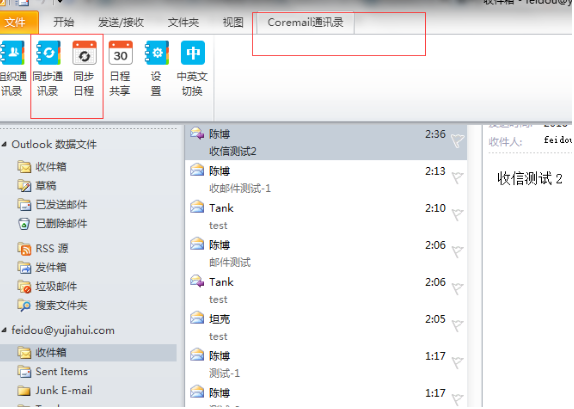 收件箱 - feidou@yujiahui.com
文件 开始 发送/接收 文件夹 视图 Coremail通讯录
组织通讯录 同步通讯录 同步日程 日程共享 设置 中英文切换
30
Outlook 数据文件
收件箱
草稿
已发送邮件
已删除邮件
RSS 源
发件箱
垃圾邮件
搜索文件夹
feidou@yujiahui.com
收件箱
Sent Items
Junk E-mail
陈博 2:36
收信测试2
陈博 2:13
收邮件测试-1
Tank 2:10
test
陈博 2:06
邮件测试
Tank 2:06
test
坦克 2:05
test
陈博 1:17
测试-1
陈博 1:17
收件人: feidou
收信测试 2